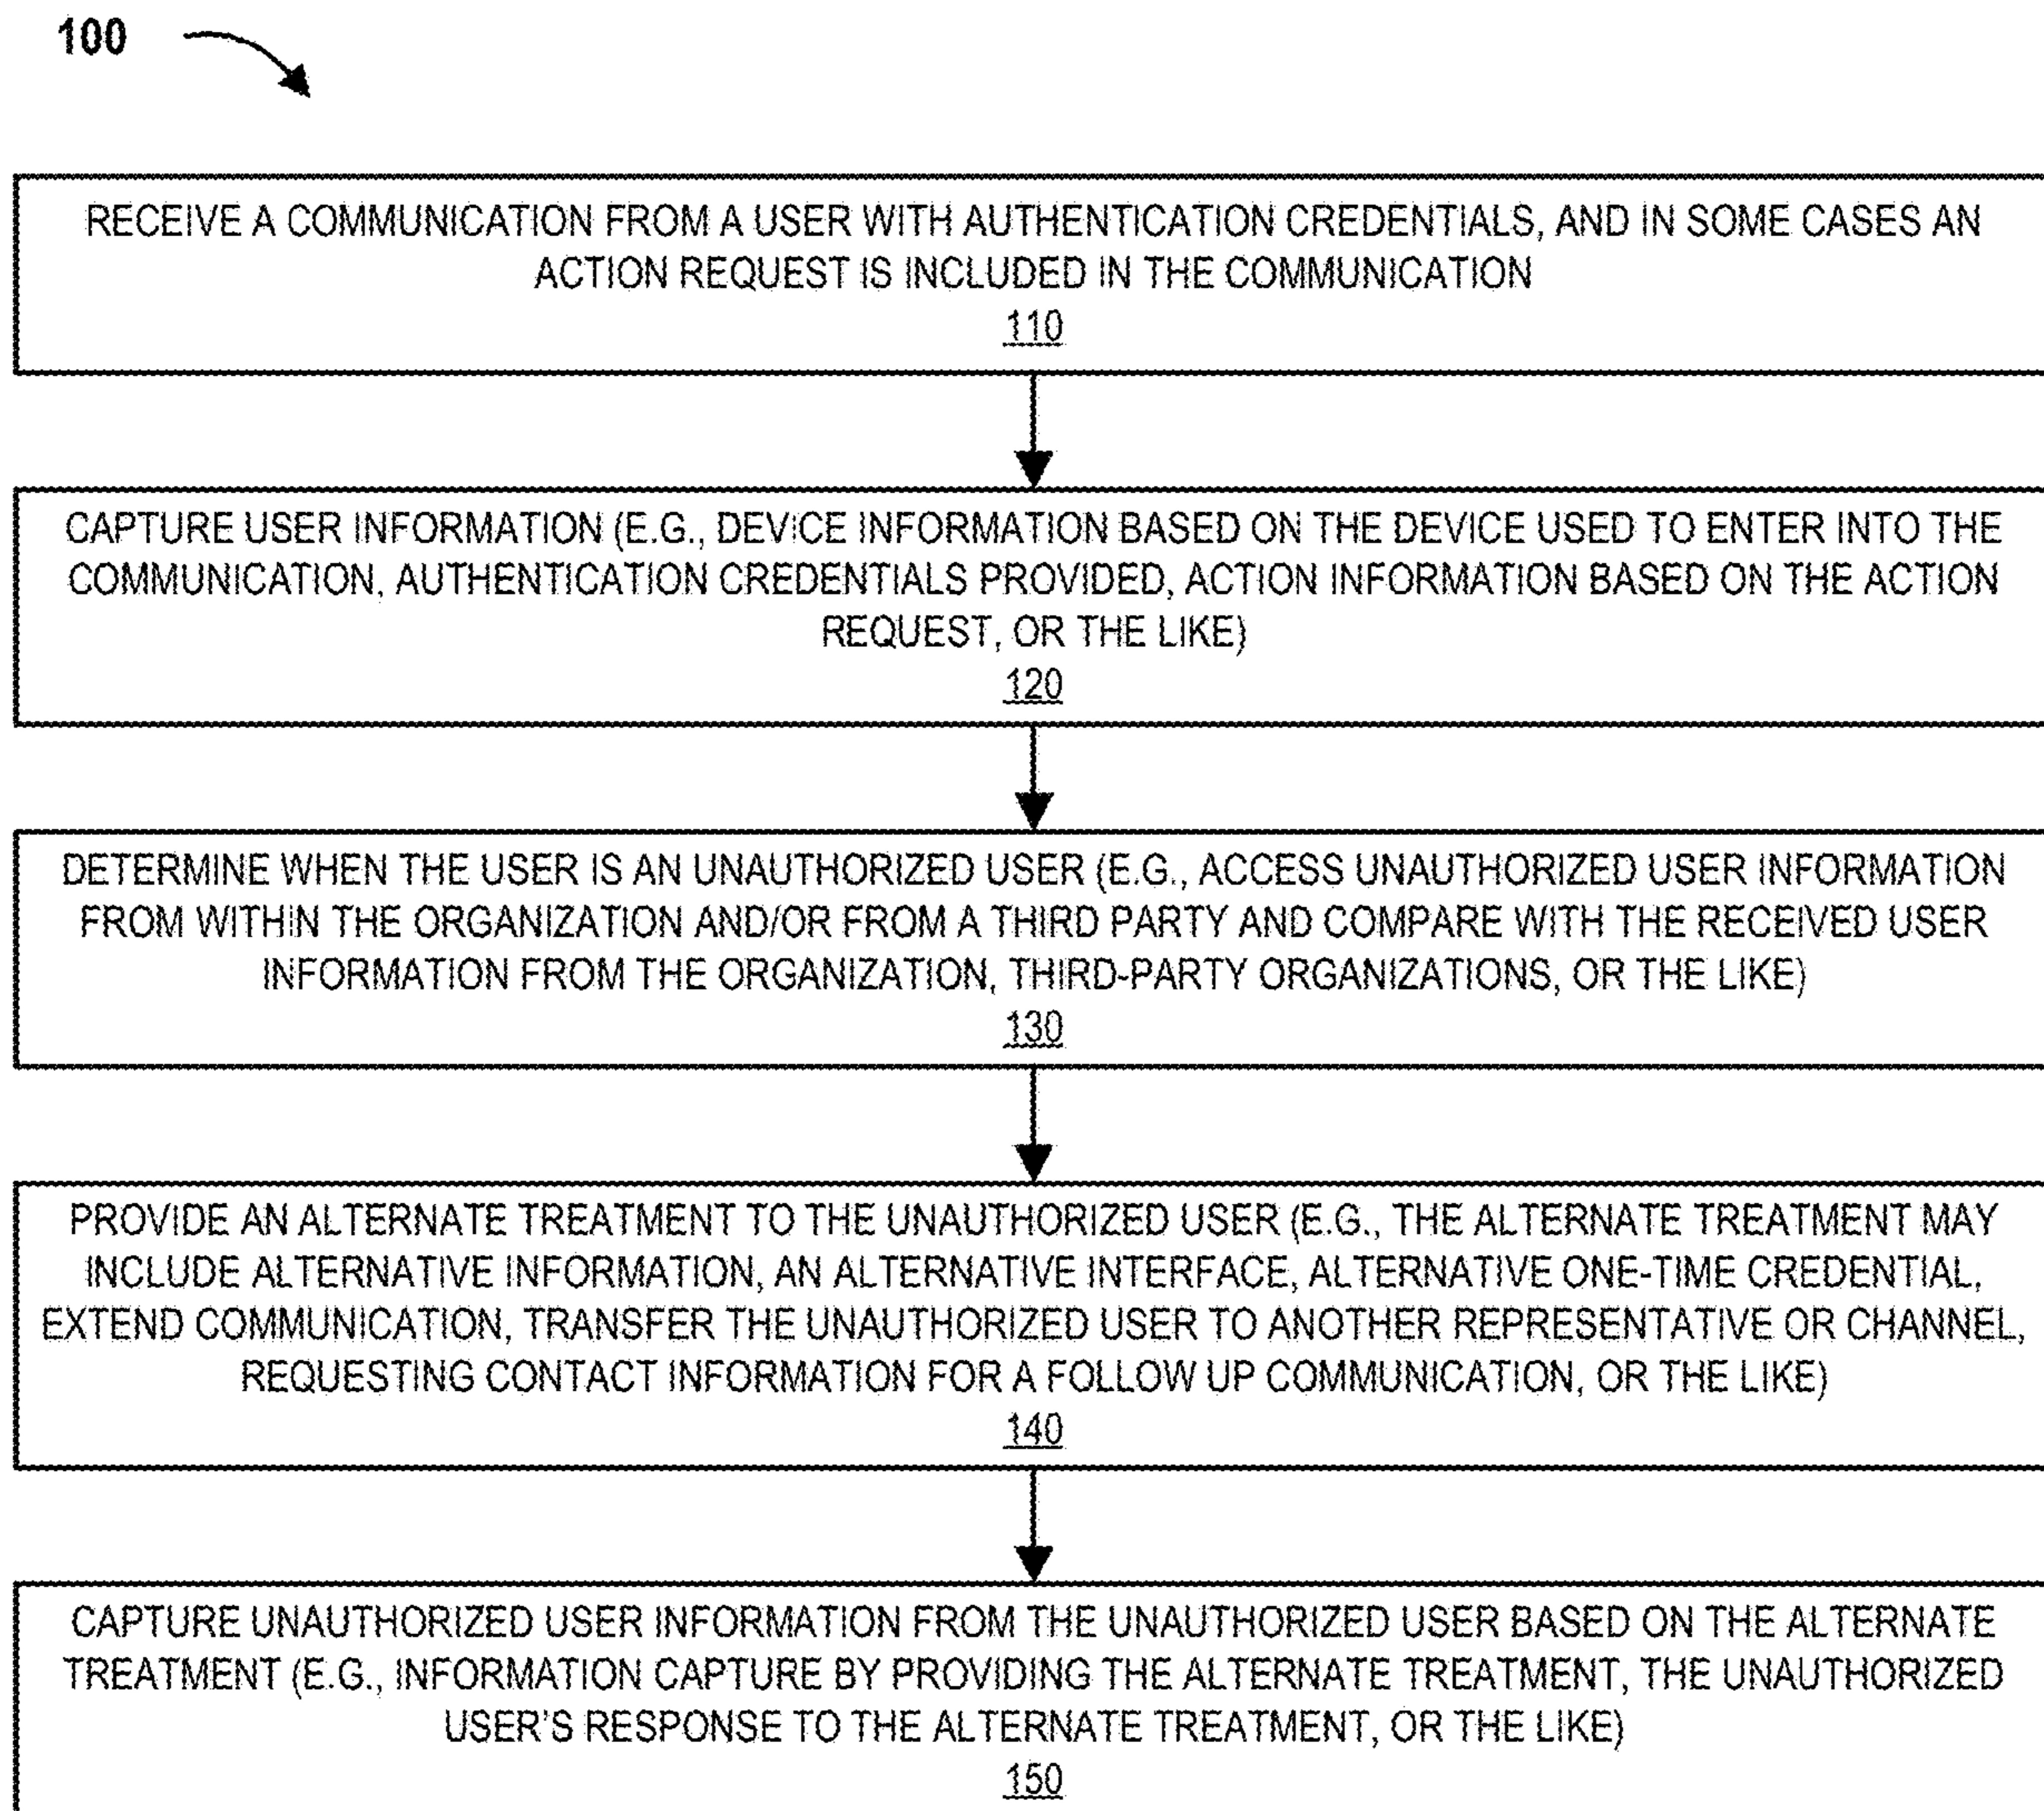 100
RECEIVE A COMMUNICATION FROM A USER WITH AUTHENTICATION CREDENTIALS, AND IN SOME CASES AN
ACTION REQUEST IS INCLUDED IN THE COMMUNICATION
110
CAPTURE USER INFORMATION (E.G., DEVICE INFORMATION BASED ON THE DEVICE USED TO ENTER INTO THE
COMMUNICATION, AUTHENTICATION CREDENTIALS PROVIDED, ACTION INFORMATION BASED ON THE ACTION
REQUEST, OR THE LIKE)
120
DETERMINE WHEN THE USER IS AN UNAUTHORIZED USER (E.G., ACCESS UNAUTHORIZED USER INFORMATION
FROM WITHIN THE ORGANIZATION AND/OR FROM A THIRD PARTY AND COMPARE WITH THE RECEIVED USER
INFORMATION FROM THE ORGANIZATION, THIRD-PARTY ORGANIZATIONS, OR THE LIKE)
130
PROVIDE AN ALTERNATE TREATMENT TO THE UNAUTHORIZED USER (E.G., THE ALTERNATE TREATMENT MAY
INCLUDE ALTERNATIVE INFORMATION, AN ALTERNATIVE INTERFACE, ALTERNATIVE ONE-TIME CREDENTIAL,
EXTEND COMMUNICATION, TRANSFER THE UNAUTHORIZED USER TO ANOTHER REPRESENTATIVE OR CHANNEL,
REQUESTING CONTACT INFORMATION FOR A FOLLOW UP COMMUNICATION, OR THE LIKE)
140
CAPTURE UNAUTHORIZED USER INFORMATION FROM THE UNAUTHORIZED USER BASED ON THE ALTERNATE
TREATMENT (E.G., INFORMATION CAPTURE BY PROVIDING THE ALTERNATE TREATMENT, THE UNAUTHORIZED
USER'S RESPONSE TO THE ALTERNATE TREATMENT, OR THE LIKE)
150